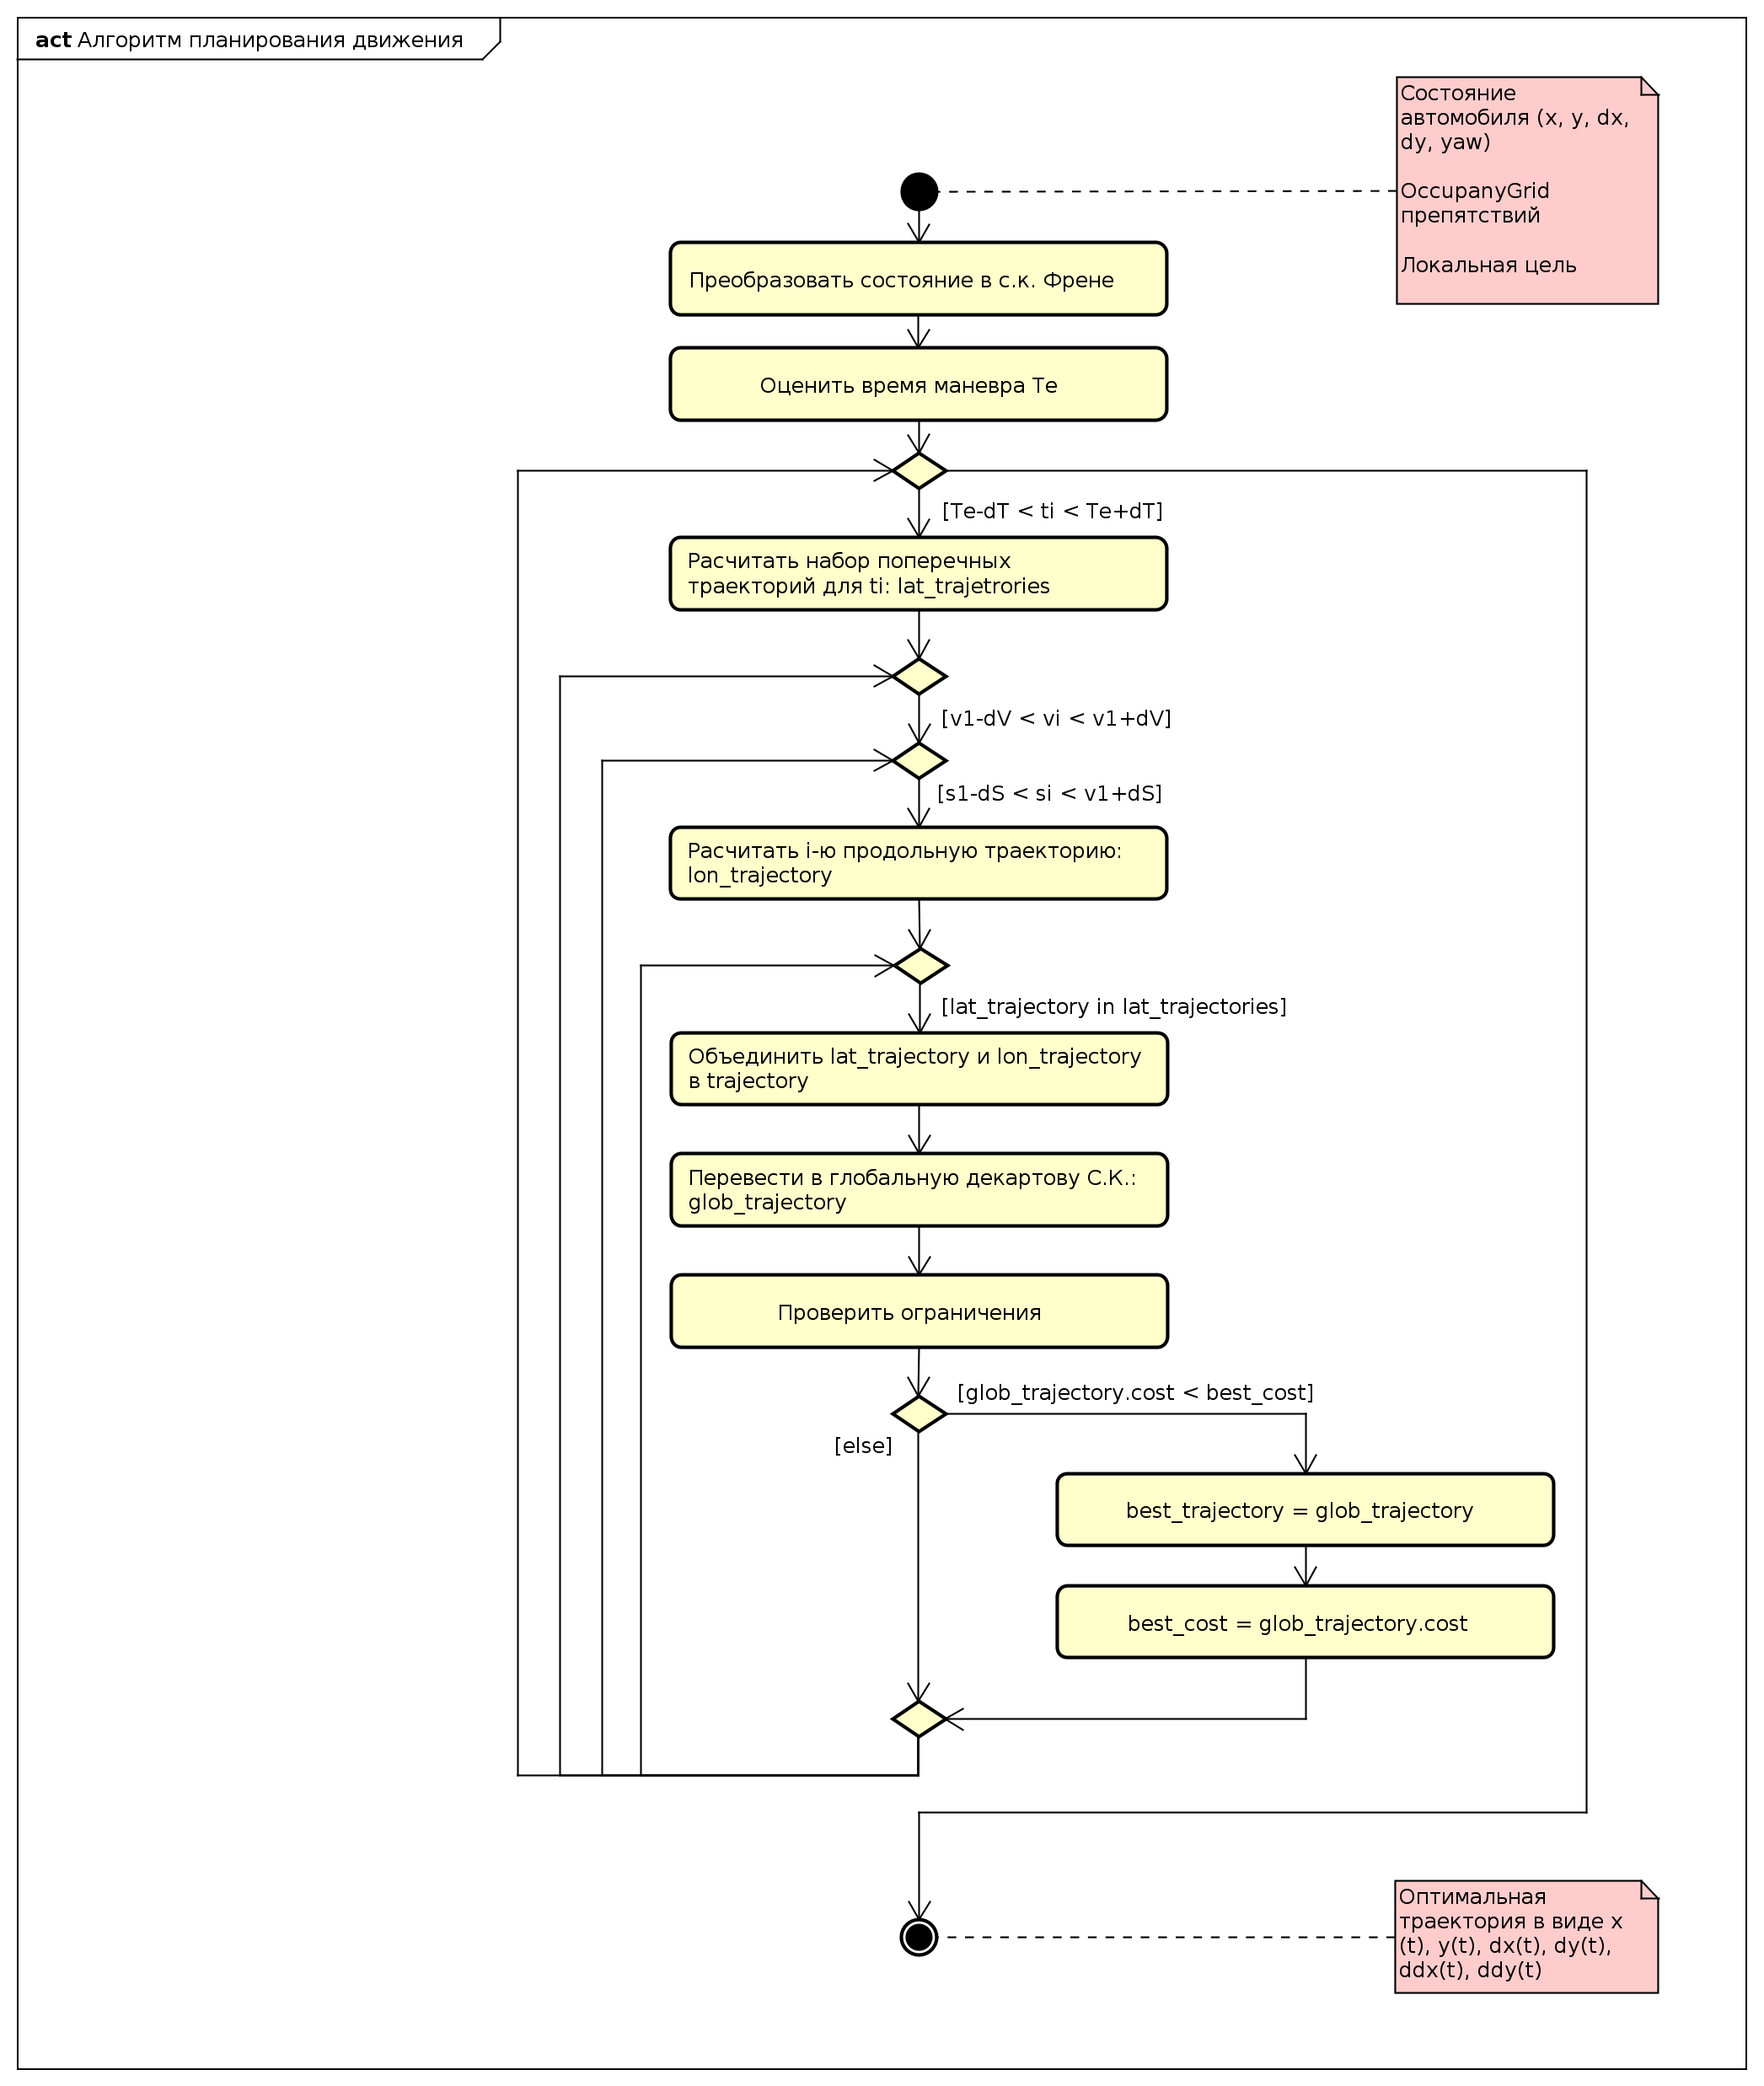 act Алгоритм планирования движения
Состояние
автомобиля (x, y, dx,
dy, yaw)
OccupanyGrid
препятствий
Локальная цель
Преобразовать состояние в с.к. Френе
Оценить время маневра Te
[Te-dT < ti < Te+dT]
Расчитать набор поперечных
траекторий для ti: lat_trajetrories
[v1-dV < vi < v1+dV]
[s1-dS < si < v1+dS]
Расчитать i-ю продольную траекторию:
lon_trajectory
[lat_trajectory in lat_trajectories]
Объединить lat_trajectory и lon_trajectory
в trajectory
Перевести в глобальную декартову С.К.:
glob_trajectory
Проверить ограничения
[glob_trajectory.cost < best_cost]
[else]
best_trajectory = glob_trajectory
best_cost = glob_trajectory.cost
Оптимальная
траектория в виде x
(t), y(t), dx(t), dy(t),
ddx(t), ddy(t)